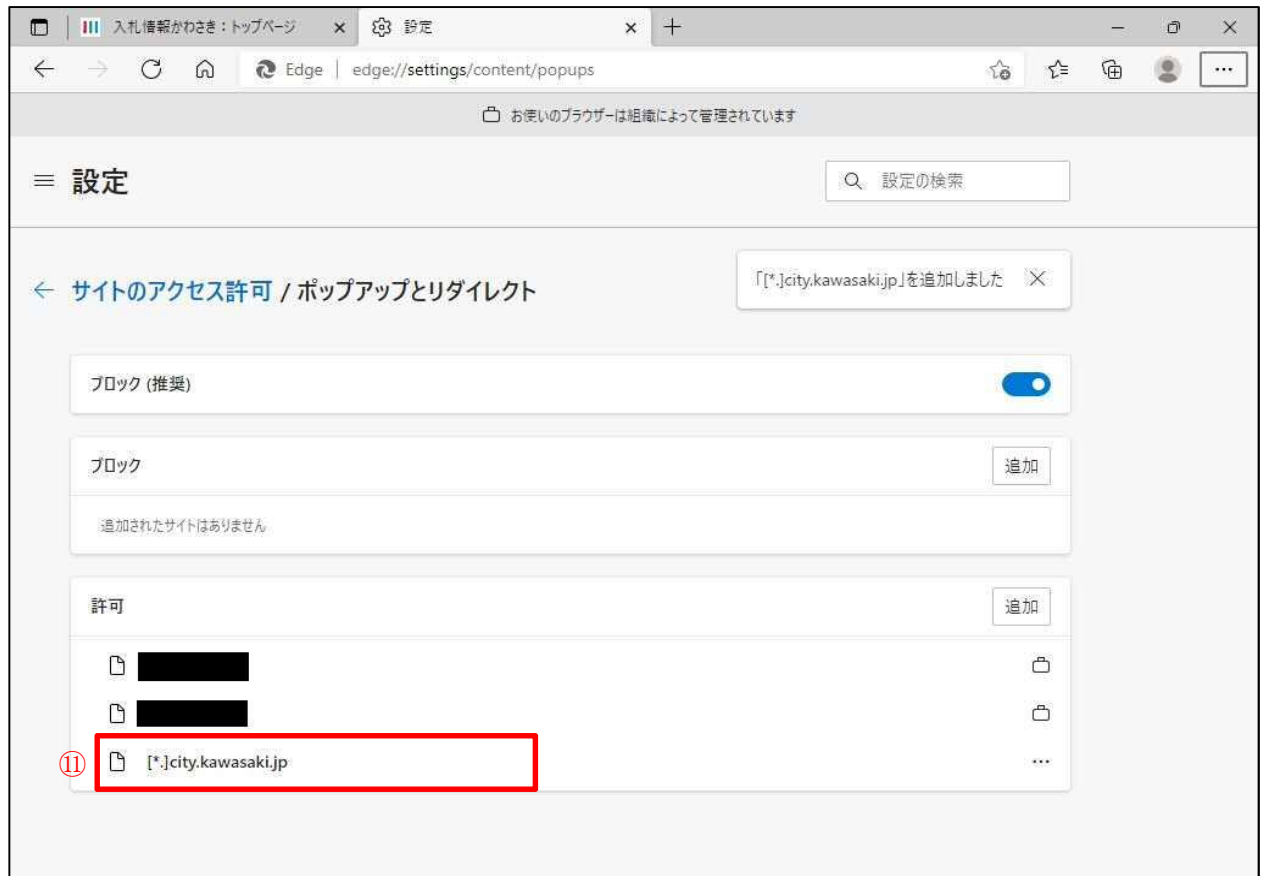 入札情報かわさき：トップページ
設定
Edge
edge://settings/content/popups
お使いのブラウザーは組織によって管理されています
設定
設定の検索
サイトのアクセス許可 / ポップアップとリダイレクト
「[*.]city.kawasaki.jp」を追加しました
ブロック (推奨)
ブロック
追加
追加されたサイトはありません
許可
追加
⑪
[*.]city.kawasaki.jp